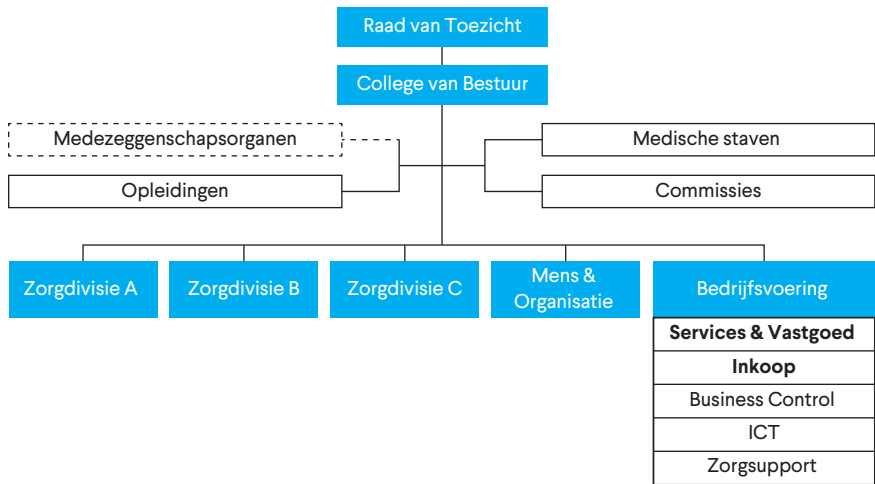 Raad van Toezicht
College van Bestuur
Medezeggenschapsorganen
Medische staven
Opleidingen
Commissies
Zorgdivisie A
Zorgdivisie B
Zorgdivisie C
Mens &
Organisatie
Bedrijfsvoering
Services & Vastgoed
Inkoop
Business Control
ICT
Zorgsupport